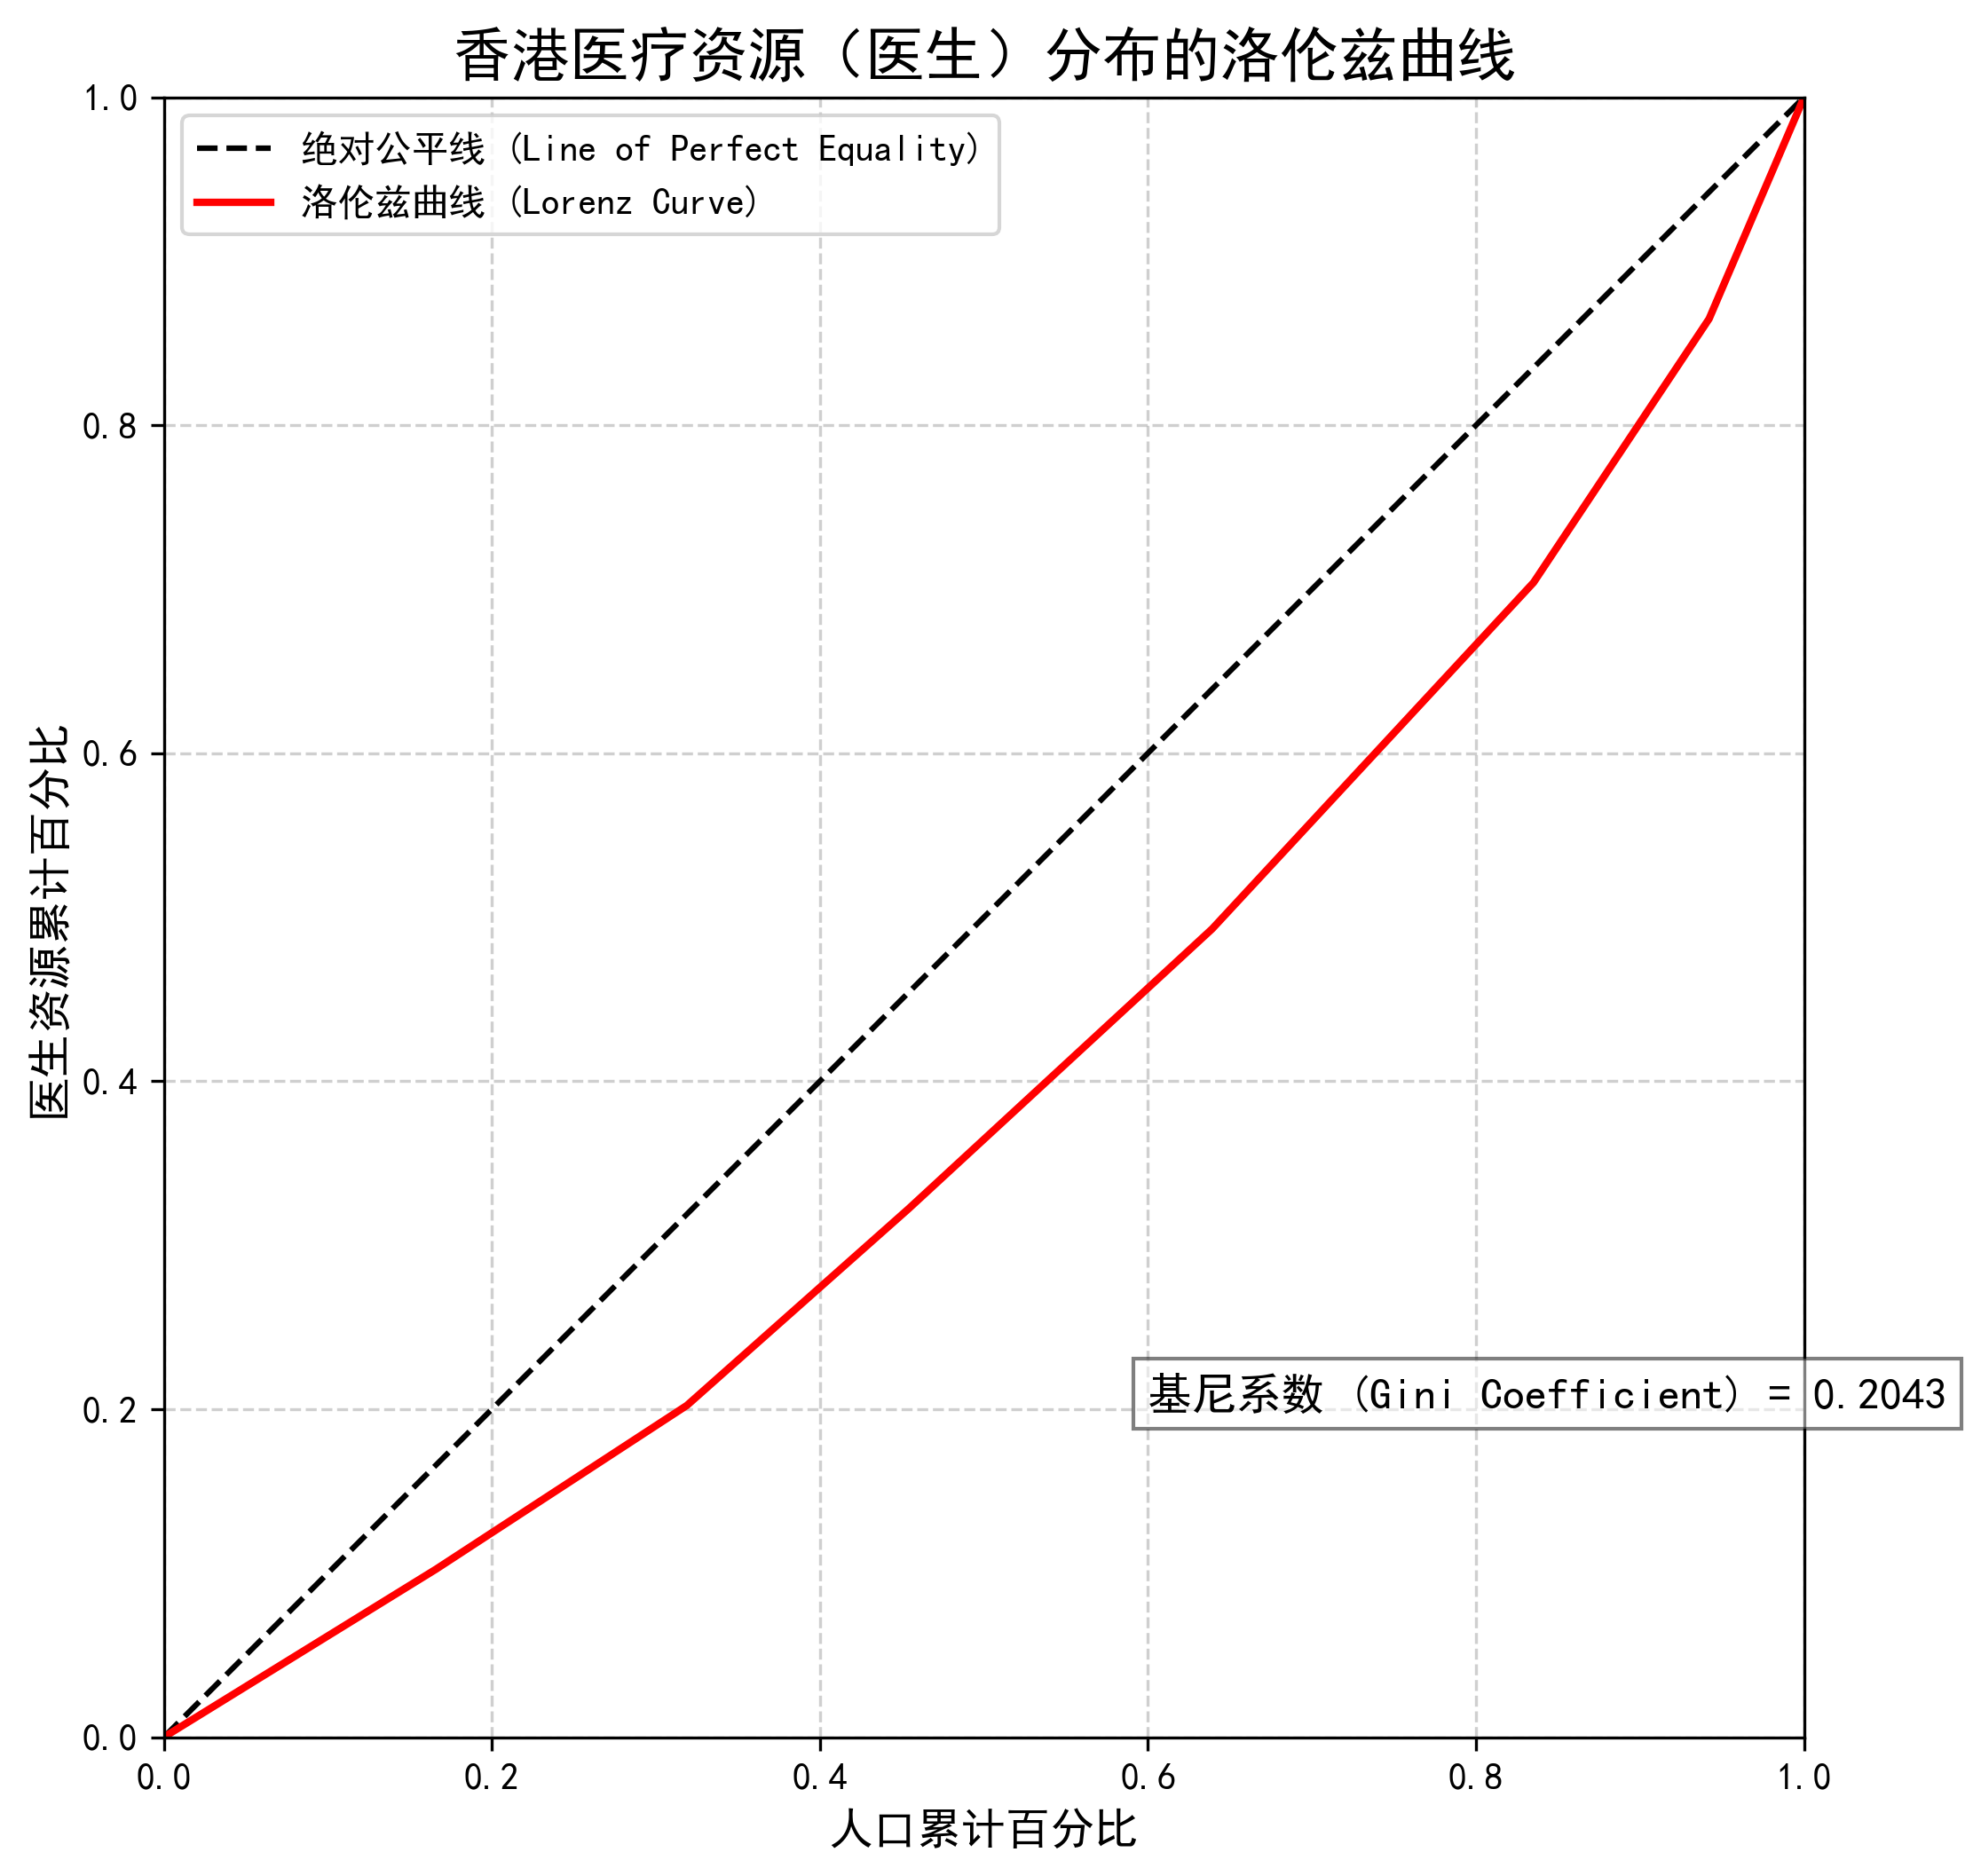 香港医疗资源（医生）分布的洛伦兹曲线
绝对公平线 (Line of Perfect Equality)
洛伦兹曲线 (Lorenz Curve)
1.0
0.8
0.6
0.4
0.2
0.0
医生资源累计百分比
基尼系数 (Gini Coefficient) = 0.2043
0.0 0.2 0.4 0.6 0.8 1.0
人口累计百分比